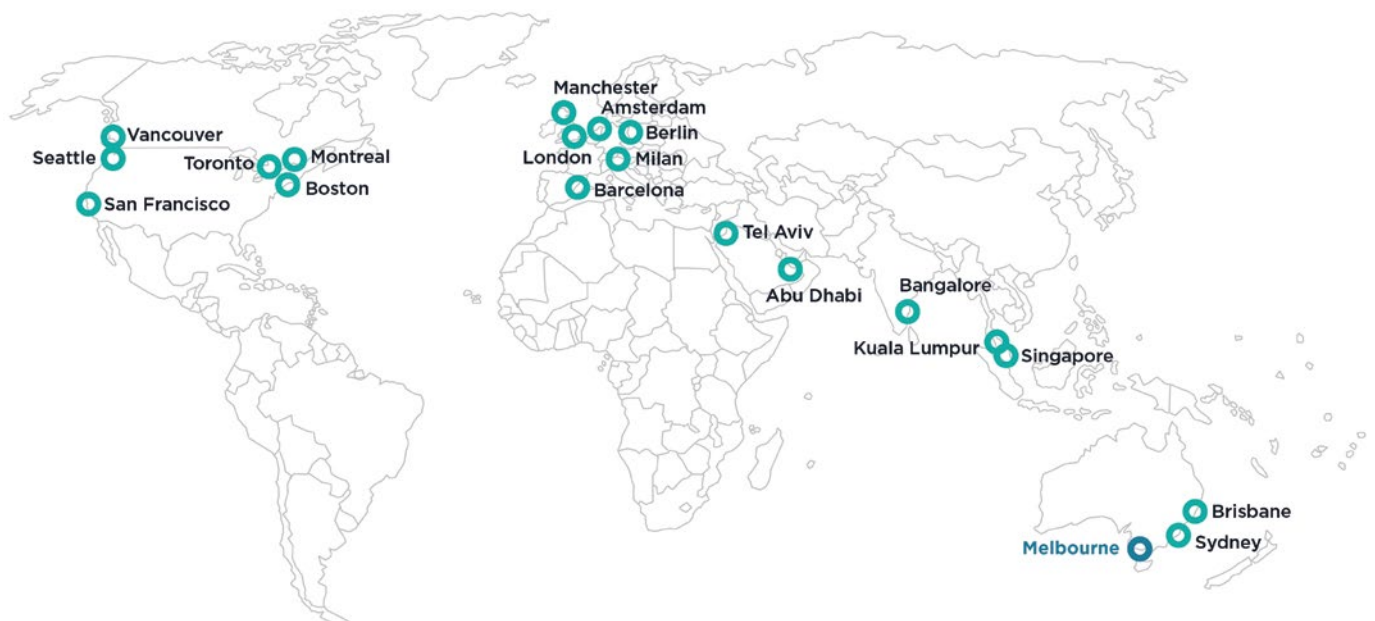 Manchester
Amsterdam
Vancouver
Berlin
Seattle
Toronto
Montreal
London
Milan
Boston
Barcelona
San Francisco
Tel Aviv
Abu Dhabi
Bangalore
Kuala Lumpur
Singapore
Brisbane
Sydney
Melbourne